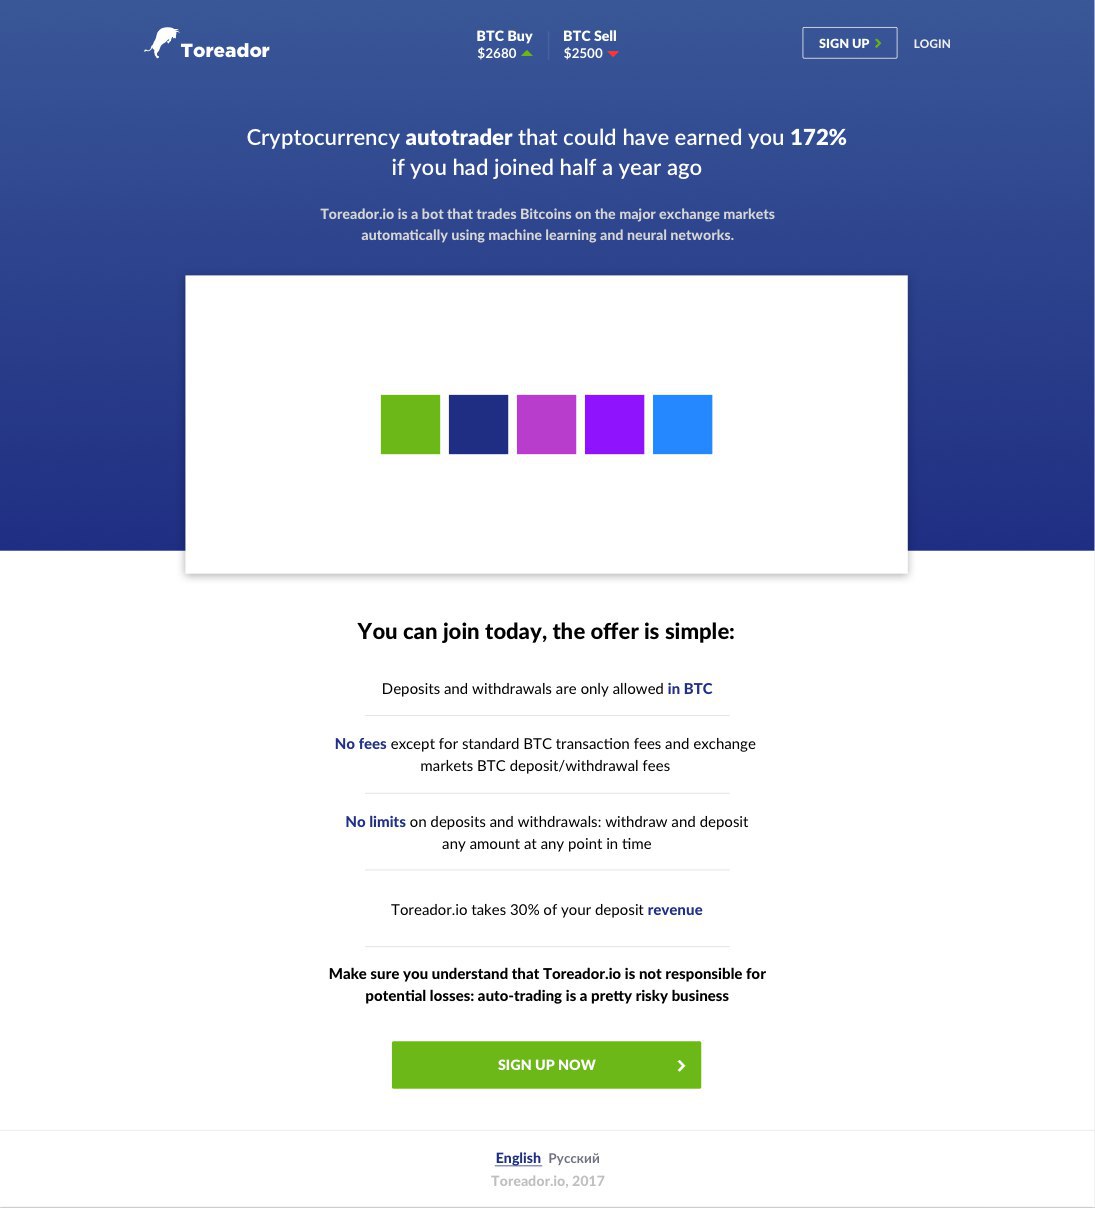 Toreador
BTC Buy
$2680
BTC Sell
$2500
SIGN UP
LOGIN
Cryptocurrency autotrader that could have earned you 172%
if you had joined half a year ago
Toreador.io is a bot that trades Bitcoins on the major exchange markets
automatically using machine learning and neural networks.
You can join today, the offer is simple:
Deposits and withdrawals are only allowed in BTC
No fees except for standard BTC transaction fees and exchange
markets BTC deposit/withdrawal fees
No limits on deposits and withdrawals: withdraw and deposit
any amount at any point in time
Toreador.io takes 30% of your deposit revenue
Make sure you understand that Toreador.io is not responsible for
potential losses: auto-trading is a pretty risky business
SIGN UP NOW
English Русский
Toreador.io, 2017